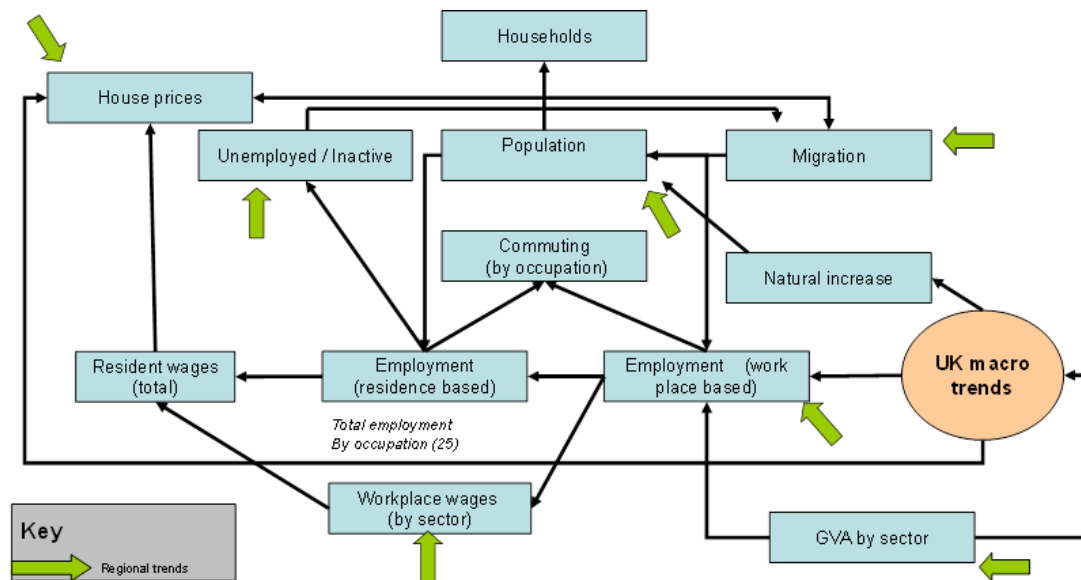 Households
House prices
Unemployed / Inactive
Population
Migration
Commuting
(by occupation)
Natural increase
Resident wages
(total)
Employment
(residence based)
Employment (work
place based)
UK macro
trends
Total employment
By occupation (25)
Workplace wages
(by sector)
GVA by sector
Key
Regional trends